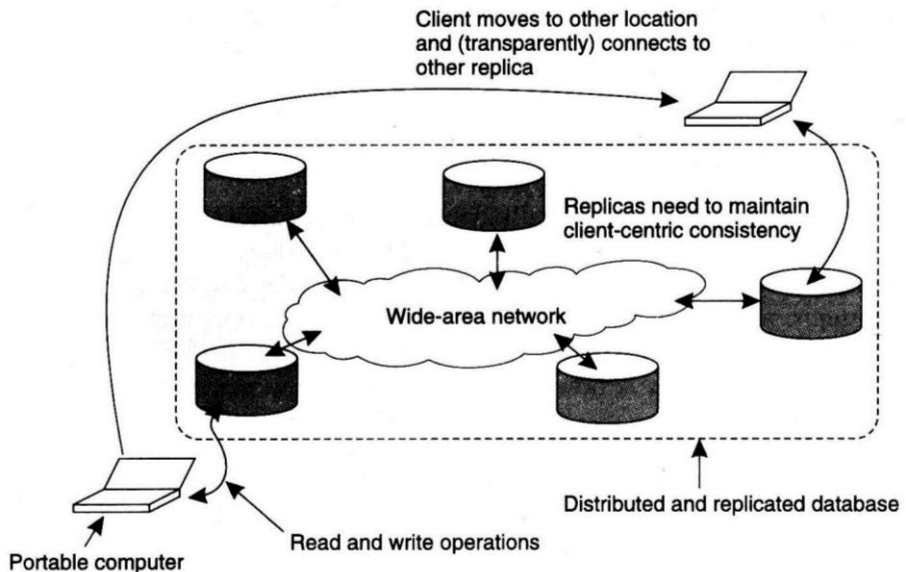 Client moves to other location
and (transparently) connects to
other replica
Replicas need to maintain
client-centric consistency
Wide-area network
Distributed and replicated database
Read and write operations
Portable computer